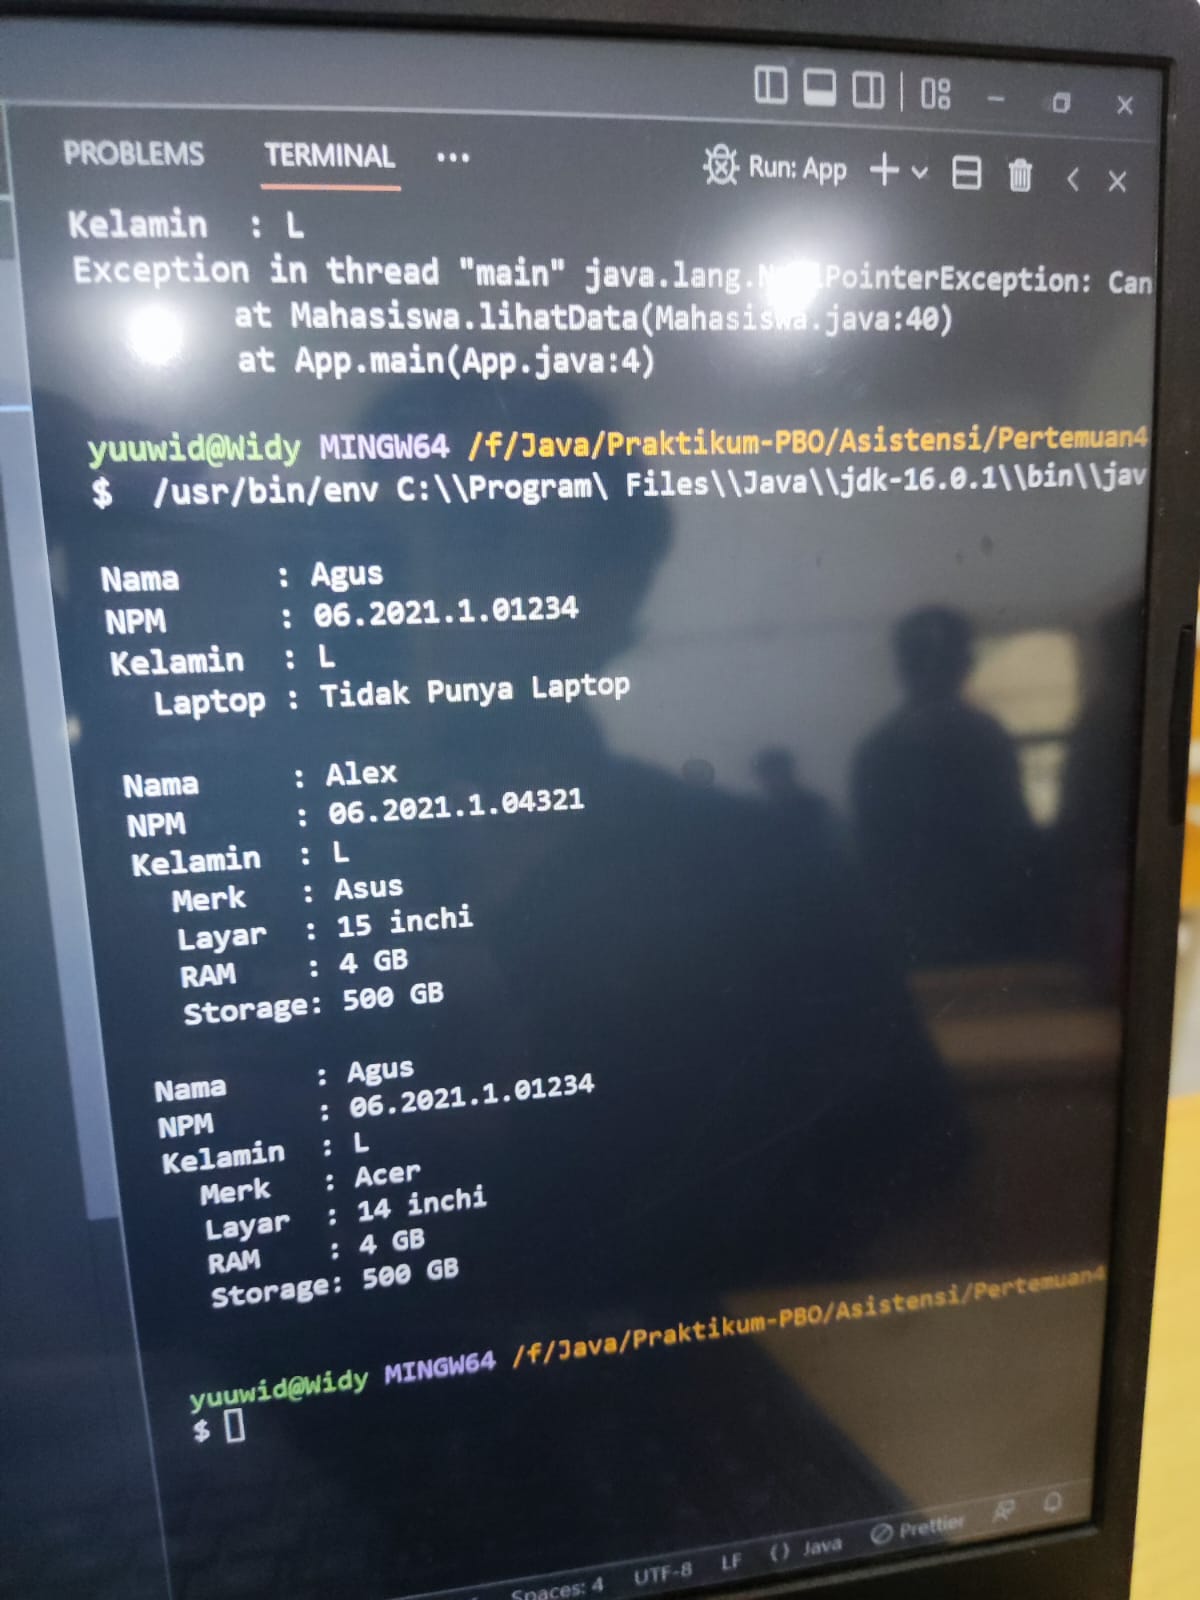 PROBLEMS TERMINAL ... Run: App
Kelamin : L
Exception in thread "main" java.lang.NullPointerException: Can
at Mahasiswa.lihatData(Mahasiswa.java:40)
at App.main(App.java:4)
yuuwid@Widy MINGW64 /f/Java/Praktikum-PBO/Asistensi/Pertemuan4
$ /usr/bin/env C:\\Program\ Files\\Java\\jdk-16.0.1\\bin\\jav
Nama : Agus
NPM : 06.2021.1.01234
Kelamin : L
Laptop : Tidak Punya Laptop
Nama : Alex
NPM : 06.2021.1.04321
Kelamin : L
Merk : Asus
Layar : 15 inchi
RAM : 4 GB
Storage: 500 GB
Nama : Agus
NPM : 06.2021.1.01234
Kelamin : L
Merk : Acer
Layar : 14 inchi
RAM : 4 GB
Storage: 500 GB
yuuwid@Widy MINGW64 /f/Java/Praktikum-PBO/Asistensi/Pertemuan4
$
Spaces: 4 UTF-8 LF {} Java Prettier